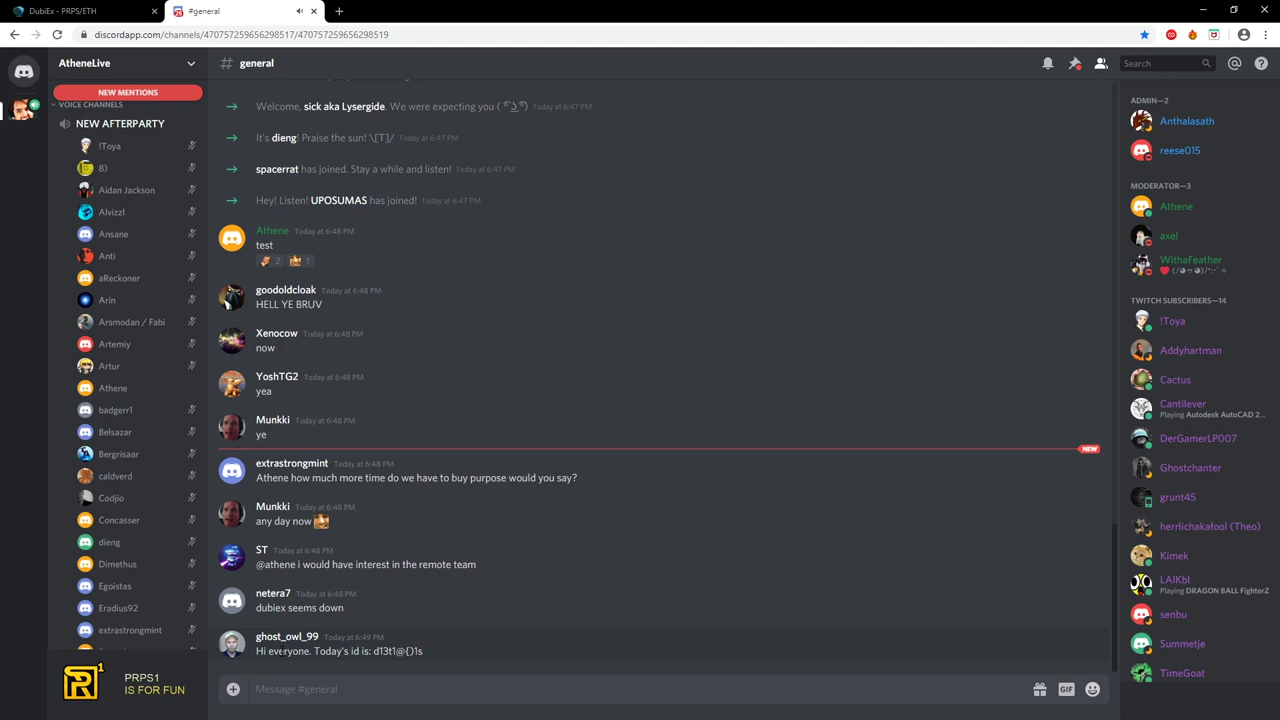 DubiEx - PRPS/ETH
#general
discordapp.com/channels/470757259656298517/470757259656298519
AtheneLive
general
Search
NEW MENTIONS
VOICE CHANNELS
NEW AFTERPARTY
!Toya
8)
Aidan Jackson
Alvizzl
Ansane
Anti
aReckoner
Arin
Arsmodan / Fabi
Artemiy
Artur
Athene
badgerr1
Belsazar
Bergrisaar
caldverd
Codjio
Concasser
dieng
Dimethus
Egoistas
Eradius92
extrastrongmint
PRPS1
IS FOR FUN
Welcome, sick aka Lysergide. We were expecting you ( ͡° ͜ʖ ͡°) Today at 6:47 PM
It's dieng! Praise the sun! \[T]/ Today at 6:47 PM
spacerrat has joined. Stay a while and listen! Today at 6:47 PM
Hey! Listen! UPOSUMAS has joined! Today at 6:47 PM
Athene Today at 6:48 PM
test
2 1
goodoldcloak Today at 6:48 PM
HELL YE BRUV
Xenocow Today at 6:48 PM
now
YoshTG2 Today at 6:48 PM
yea
Munkki Today at 6:48 PM
ye
NEW
extrastrongmint Today at 6:48 PM
Athene how much more time do we have to buy purpose would you say?
Munkki Today at 6:48 PM
any day now
ST Today at 6:48 PM
@athene i would have interest in the remote team
netera7 Today at 6:48 PM
dubiex seems down
ghost_owl_99 Today at 6:49 PM
Hi everyone. Today's id is: d13t1@{)1s
Message #general
GIF
ADMIN—2
Anthalasath
reese015
MODERATOR—3
Athene
axel
WithaFeather
TWITCH SUBSCRIBERS—14
!Toya
Addyhartman
Cactus
Cantilever
Playing Autodesk AutoCAD 2...
DerGamerLP007
Ghostchanter
grunt45
herrlichakafool (Theo)
Kimek
LAIKbl
Playing DRAGON BALL FighterZ
senbu
Summetje
TimeGoat